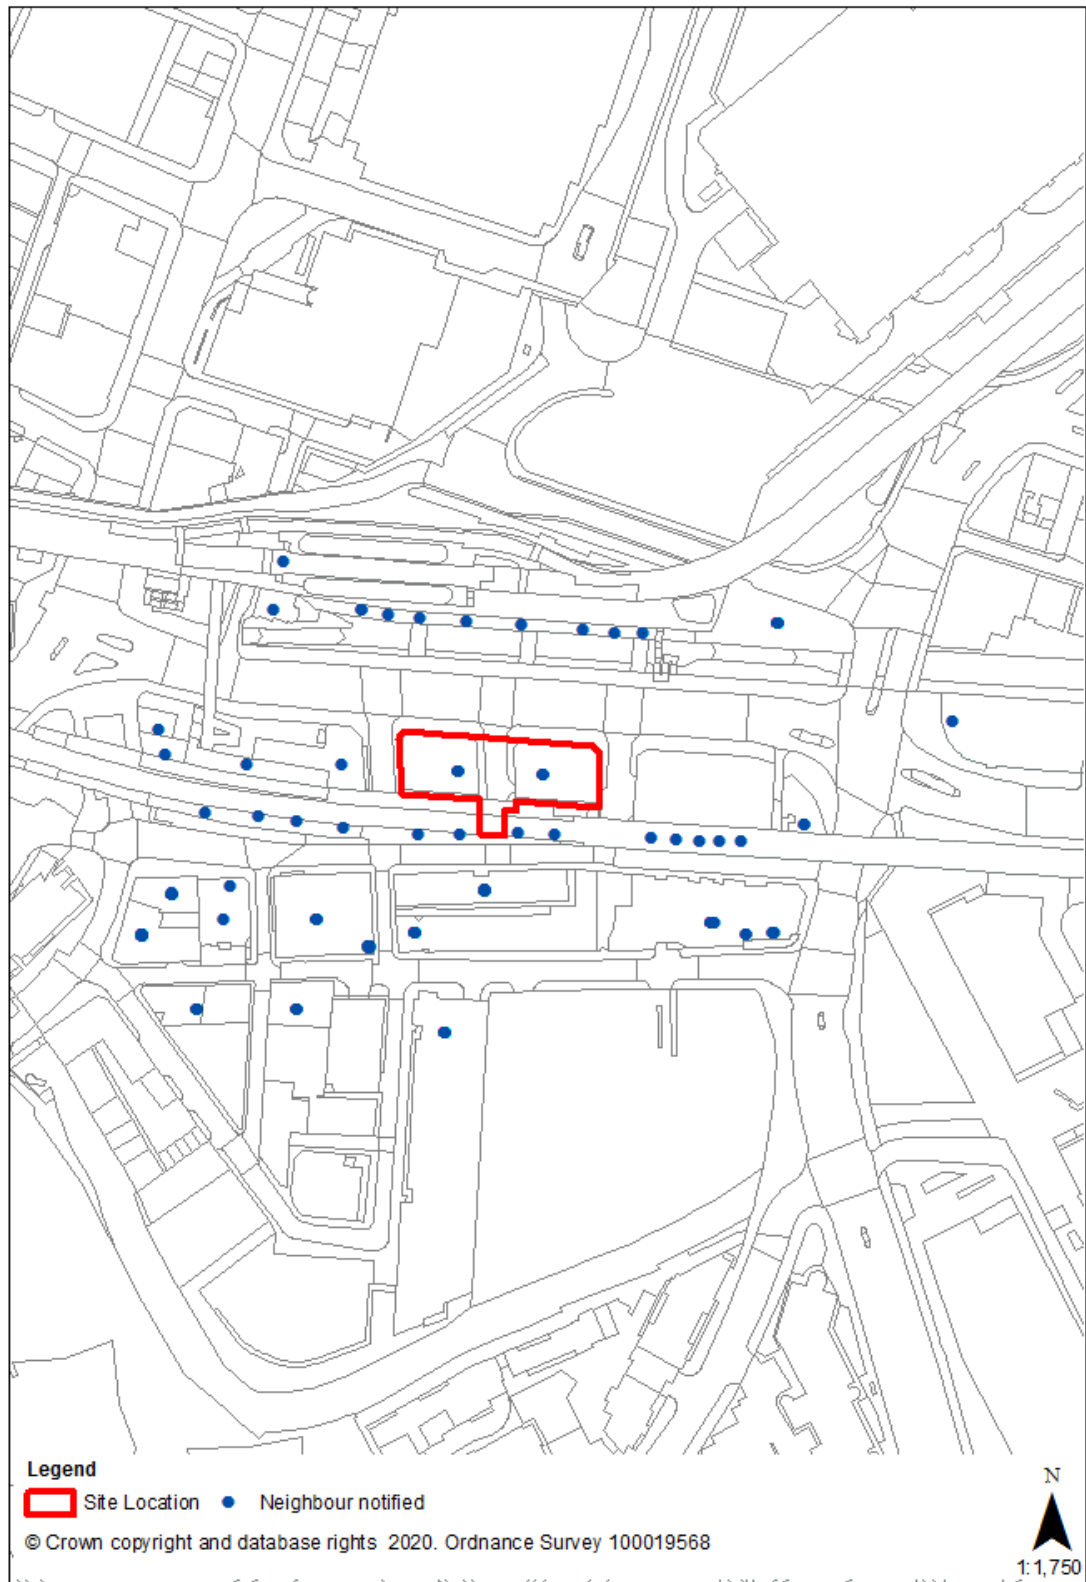 Legend
Site Location Neighbour notified
© Crown copyright and database rights 2020. Ordnance Survey 100019568
N
1:1,750